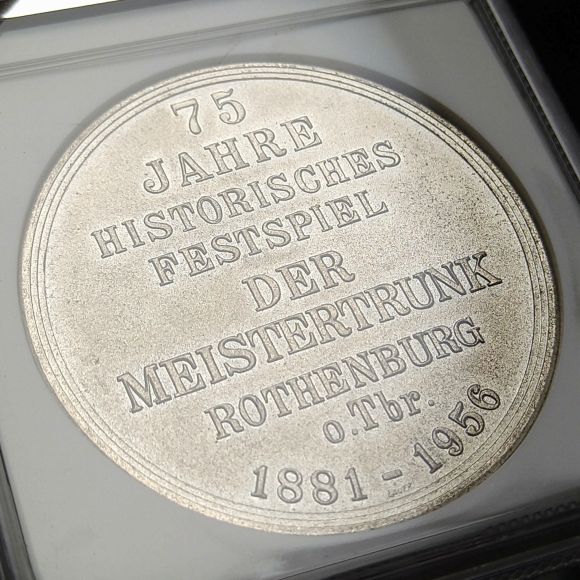 75
JAHRE
HISTORISCHES
FESTSPIEL
DER
MEISTERTRUNK
ROTHENBURG
o.Tbr.
1881-1956